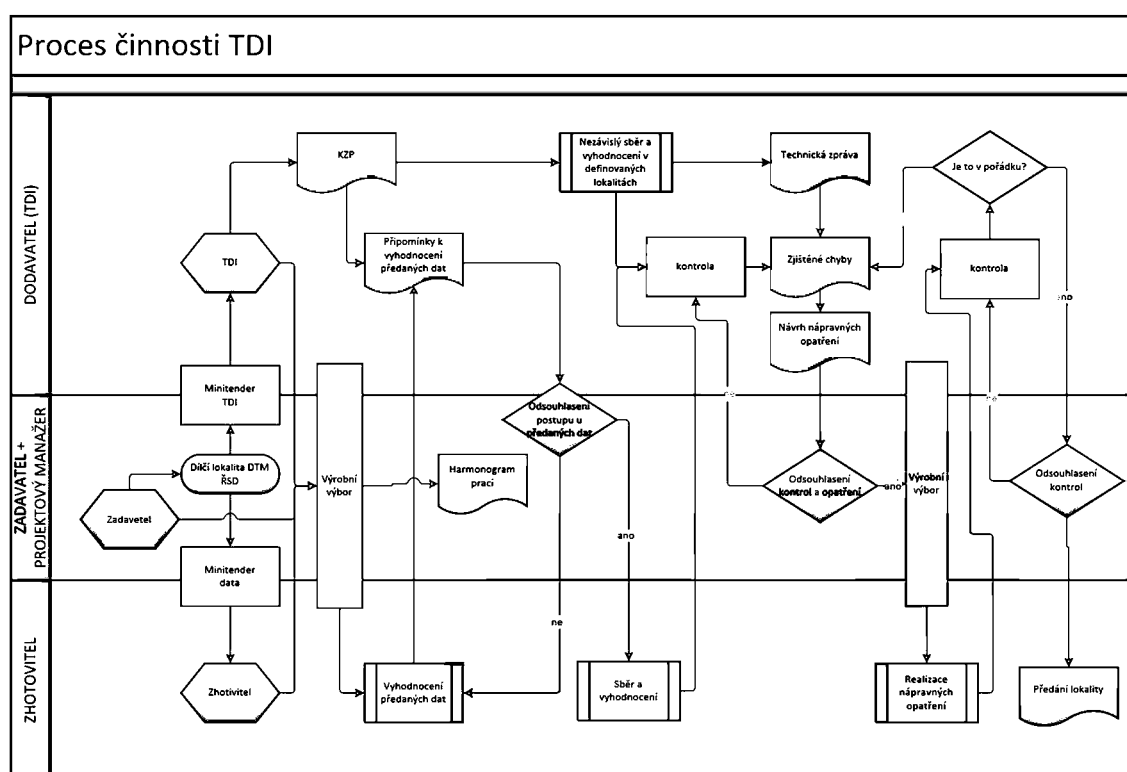 Proces činnosti TDI
DODAVATEL (TDI)
KZP
Nezávislý sběr a
vyhodnocení v
definovaných
lokalitách
Technická zpráva
Je to v pořádku?
TDI
Připomínky k
vyhodnocení
předaných dat
kontrola
Zjištěné chyby
kontrola
ano
Návrh nápravných
opatření
Minitender
TDI
ne
ne
ZADAVATEL +
PROJEKTOVÝ MANAŽER
Odsouhlasení
postupu u
předaných dat
Dílčí lokalita DTM
ŘSD
Zadavetel
Výrobní
výbor
Harmonogram
prací
Odsouhlasení
kontrol a opatření
ano
Výrobní
výbor
Odsouhlasení
kontrol
ano
Minitender
data
ZHOTOVITEL
ne
Zhotivitel
Vyhodnocení
předaných dat
Sběr a
vyhodnocení
Realizace
nápravných
opatření
Předání lokality